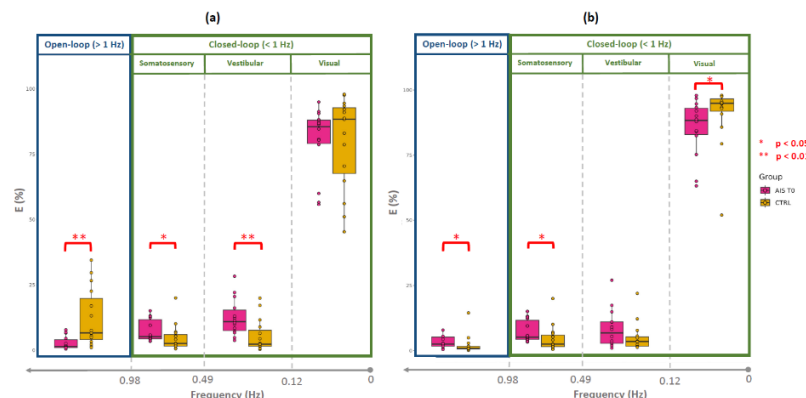 (a)
Open-loop (> 1 Hz)
Closed-loop (< 1 Hz)
Somatosensory
Vestibular
Visual
100
75
50
25
0
E (%)
**
*
**
0.98
0.49
0.12
0
Frequency (Hz)
(b)
Open-loop (>1 Hz)
Closed-loop (< 1 Hz)
Somatosensory
Vestibular
Visual
100
75
50
25
0
E (%)
*
*
*
0.98
0.49
0.12
0
Frequency (Hz)
* p < 0.05
** p < 0.01
Group
AIS T0
CTRL